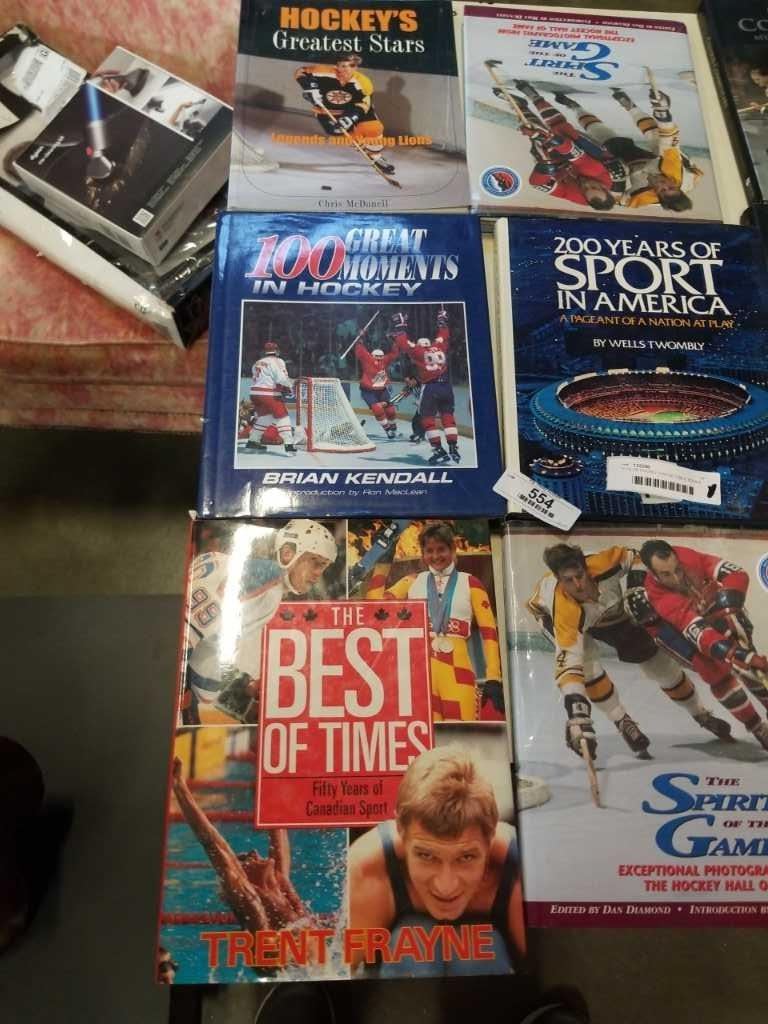 HOCKEY'S
Greatest Stars
Legends and Young Lions
Chris McDonell
THE
SPIRIT
OF THE
GAME
EXCEPTIONAL PHOTOGRAPHS FROM
THE HOCKEY HALL OF FAME
100 GREAT
MOMENTS
IN HOCKEY
BRIAN KENDALL
Introduction by Ron MacLean
200 YEARS OF
SPORT
IN AMERICA
A PAGEANT OF A NATION AT PLAY
BY WELLS TWOMBLY
554
THE
BEST
OF TIMES
Fifty Years of
Canadian Sport
TRENT FRAYNE
THE
SPIRIT
OF TH
GAME
EXCEPTIONAL PHOTOGRA
THE HOCKEY HALL O
EDITED BY DAN DIAMOND • INTRODUCTION B